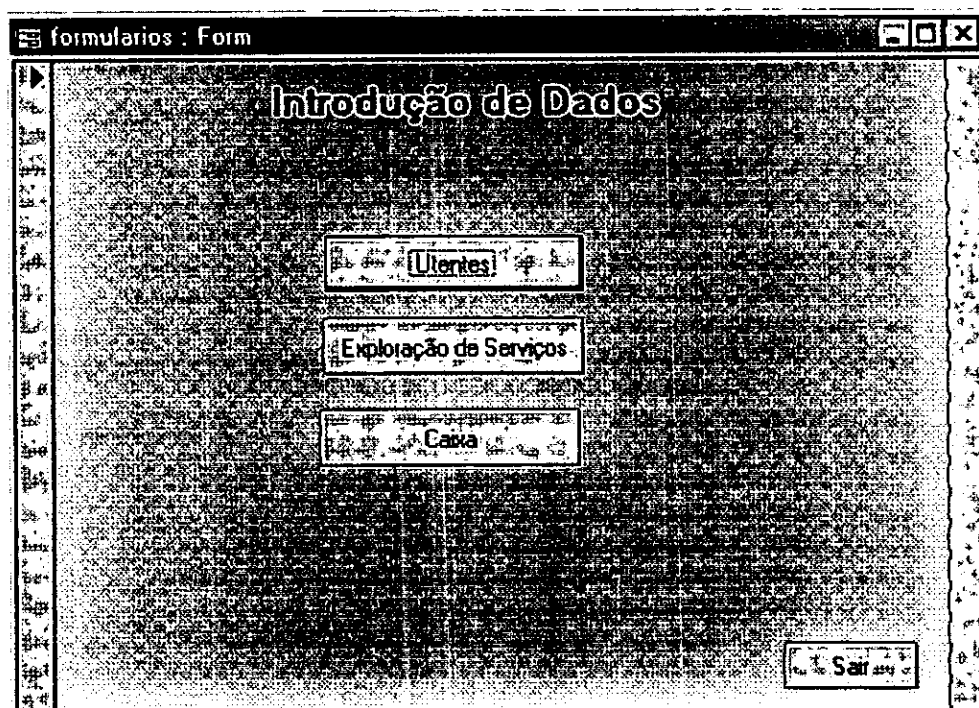 formularios : Form
Introdução de Dados
Utentes
Exploração de Serviços
Caixa
Sair